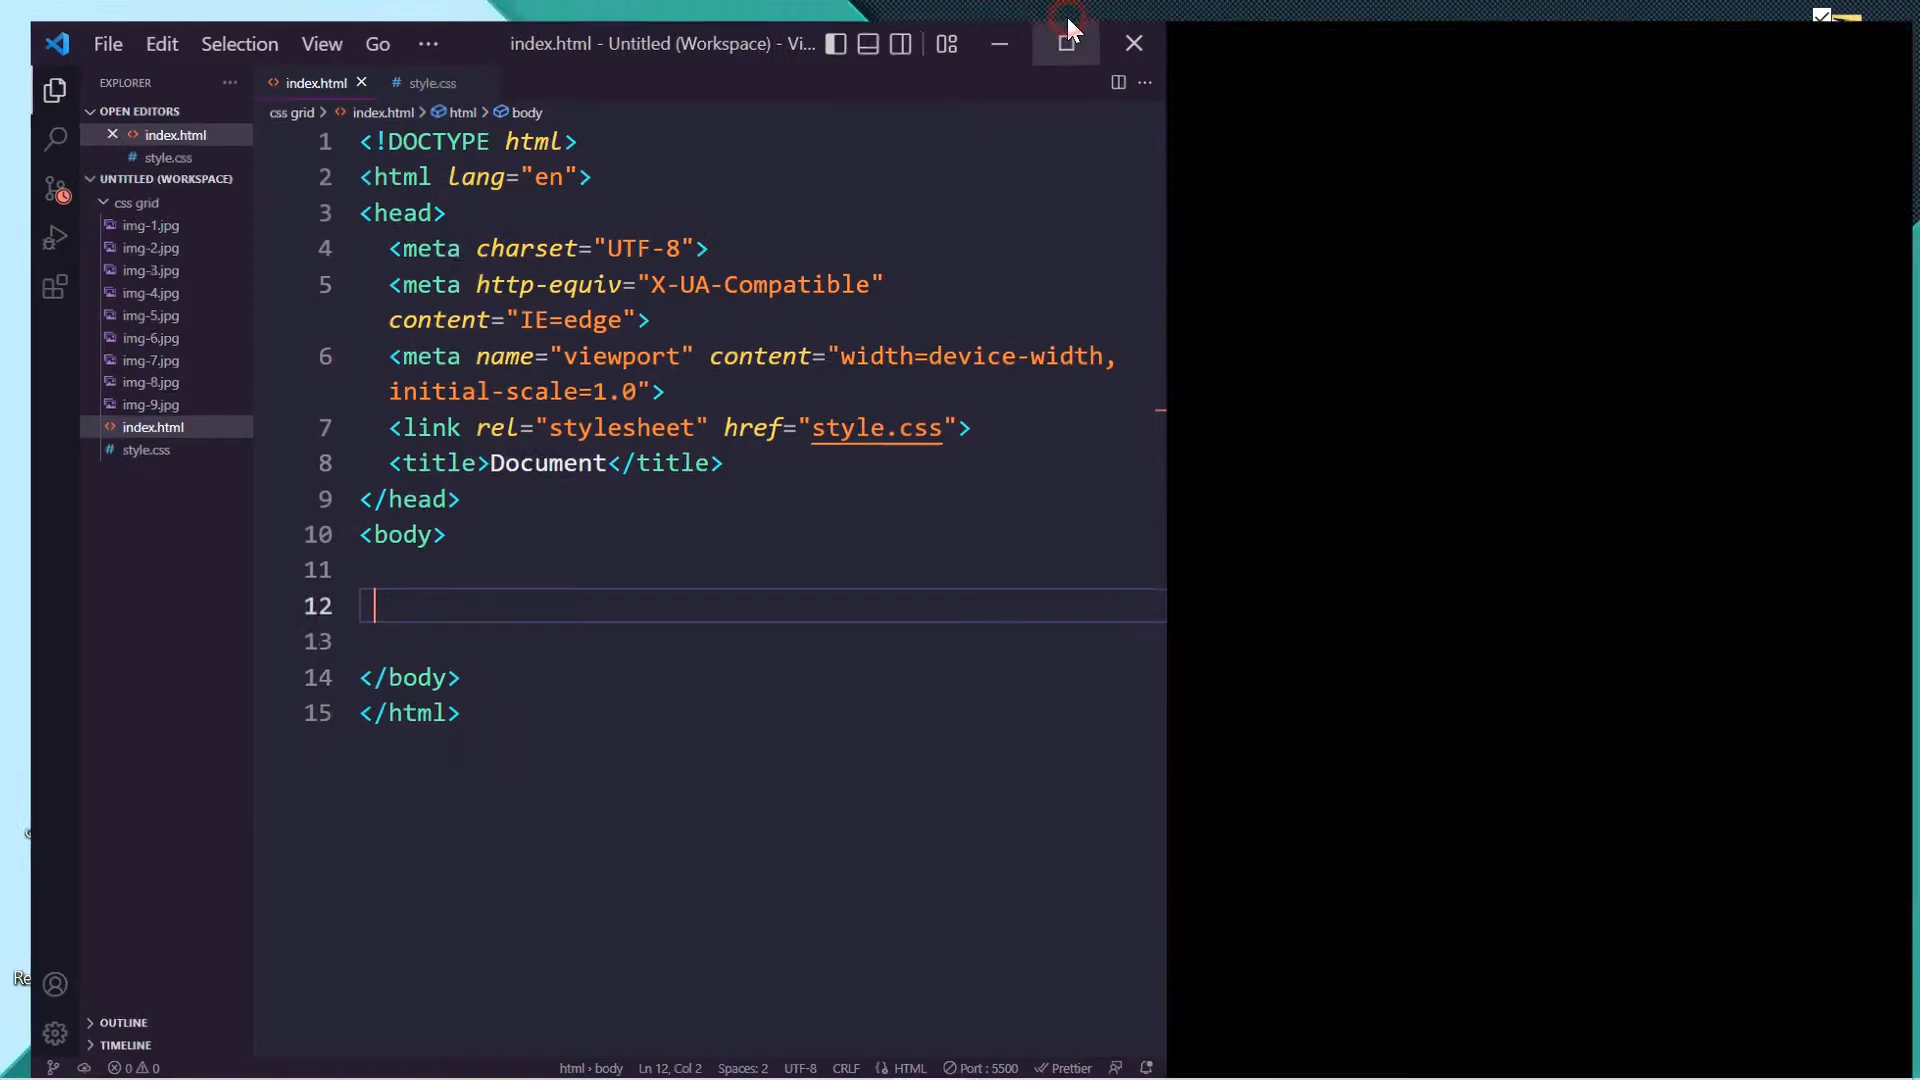 File Edit Selection View Go ··· index.html - Untitled (Workspace) - Vi...
EXPLORER ···
index.html
# style.css
OPEN EDITORS
css grid > index.html > html > body
index.html
# style.css
UNTITLED (WORKSPACE)
css grid
img-1.jpg
img-2.jpg
img-3.jpg
img-4.jpg
img-5.jpg
img-6.jpg
img-7.jpg
img-8.jpg
img-9.jpg
index.html
# style.css
1 <!DOCTYPE html>
2 <html lang="en">
3 <head>
4 <meta charset="UTF-8">
5 <meta http-equiv="X-UA-Compatible"
content="IE=edge">
6 <meta name="viewport" content="width=device-width,
initial-scale=1.0">
7 <link rel="stylesheet" href="style.css">
8 <title>Document</title>
9 </head>
10 <body>
11
12
13
14 </body>
15 </html>
Re
OUTLINE
TIMELINE
0 0 html › body Ln 12, Col 2 Spaces: 2 UTF-8 CRLF HTML Port : 5500 Prettier